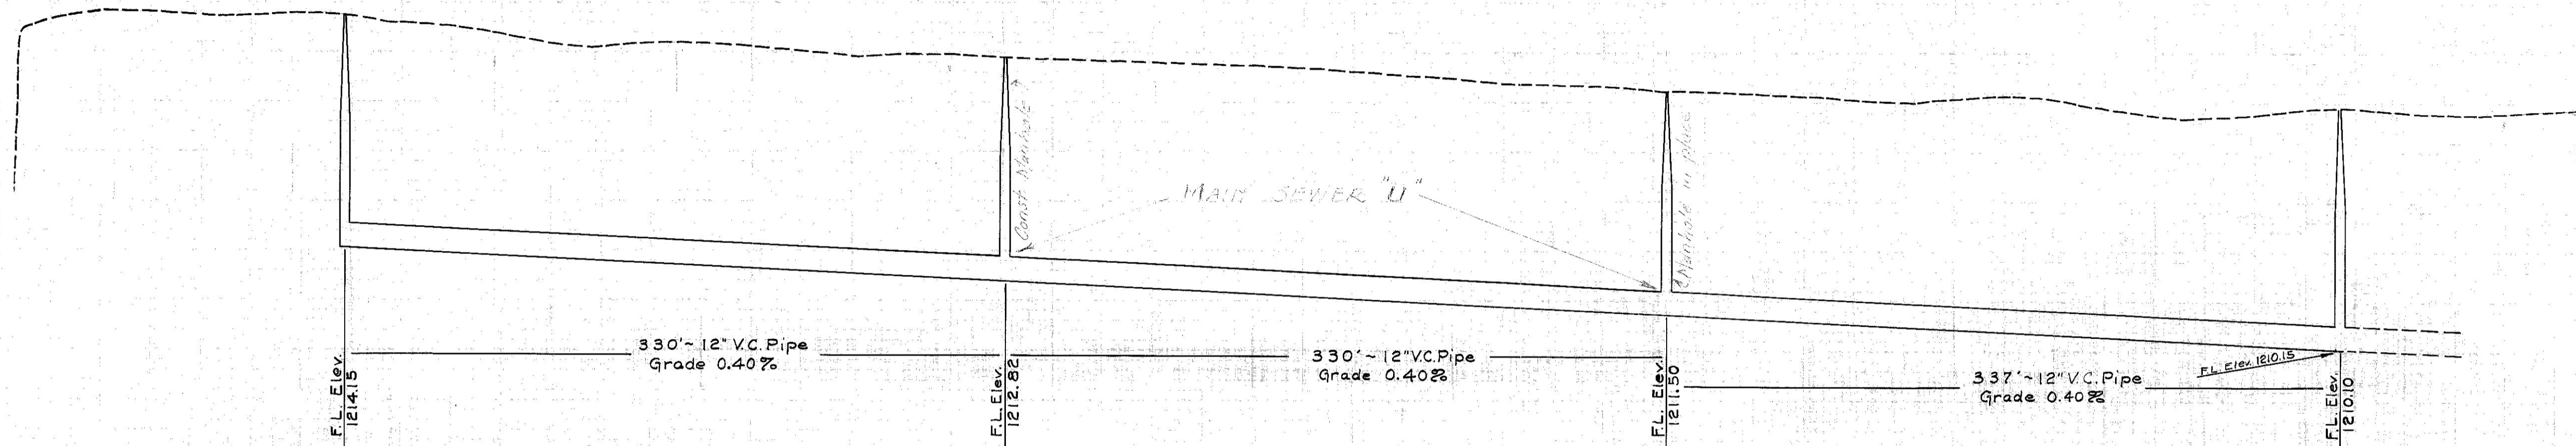 Const. Manhole
MAIN SEWER "U"
Manhole in place
330'~ 12" V.C. Pipe
Grade 0.40%
330'~ 12" V.C. Pipe
Grade 0.40%
337'~ 12" V.C. Pipe
Grade 0.40%
F.L. Elev. 1210.15
F.L. Elev.
1214.15
F.L. Elev.
1212.82
F.L. Elev.
1211.50
F.L. Elev.
1210.10